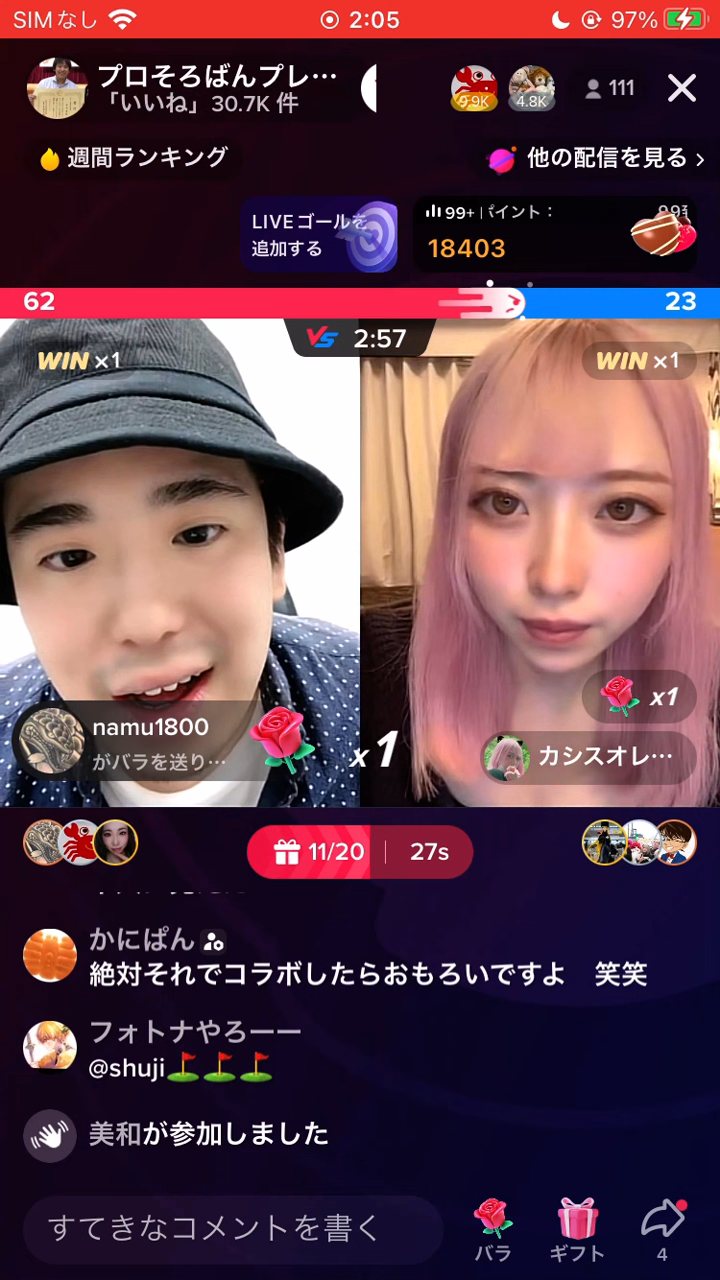 SIMなし 2:05 97%
プロそろばんプレ…
「いいね」30.7K 件
9.9K 4.8K 111
週間ランキング
他の配信を見る
LIVEゴールを
追加する
99+ パイント：
18403
62 23
VS 2:57
WIN x1
WIN x1
x1
namu1800
がバラを送り…
x1
カシスオレ…
11/20 27s
かにぱん
絶対それでコラボしたらおもろいですよ　笑笑
フォトナやろーー
@shuji
美和が参加しました
すてきなコメントを書く
バラ
ギフト
4